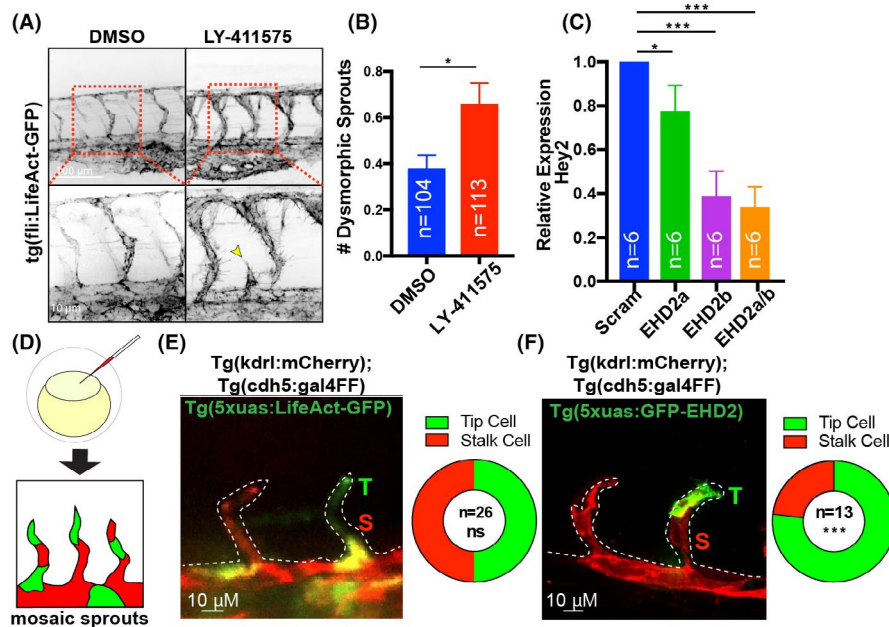 (A)
DMSO
LY-411575
tg(fli:LifeAct-GFP)
10 µm
(B)
# Dysmorphic Sprouts
0.8
0.6
0.4
0.2
0.0
n=104
n=113
*
DMSO
LY-411575
(C)
Relative Expression
Hey2
1.0
0.8
0.6
0.4
0.2
0.0
***
***
*
n=6
n=6
n=6
n=6
Scram
EHD2a
EHD2b
EHD2a/b
(D)
mosaic sprouts
(E)
Tg(kdrl:mCherry);
Tg(cdh5:gal4FF)
Tg(5xuas:LifeAct-GFP)
T
S
10 µM
Tip Cell
Stalk Cell
n=26
ns
(F)
Tg(kdrl:mCherry);
Tg(cdh5:gal4FF)
Tg(5xuas:GFP-EHD2)
T
S
10 µM
Tip Cell
Stalk Cell
n=13
***